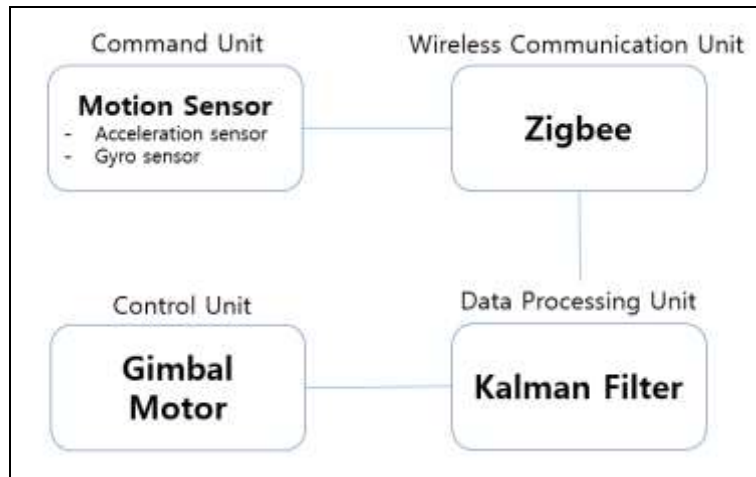 Command Unit
Motion Sensor
- Acceleration sensor
- Gyro sensor
Wireless Communication Unit
Zigbee
Control Unit
Gimbal
Motor
Data Processing Unit
Kalman Filter